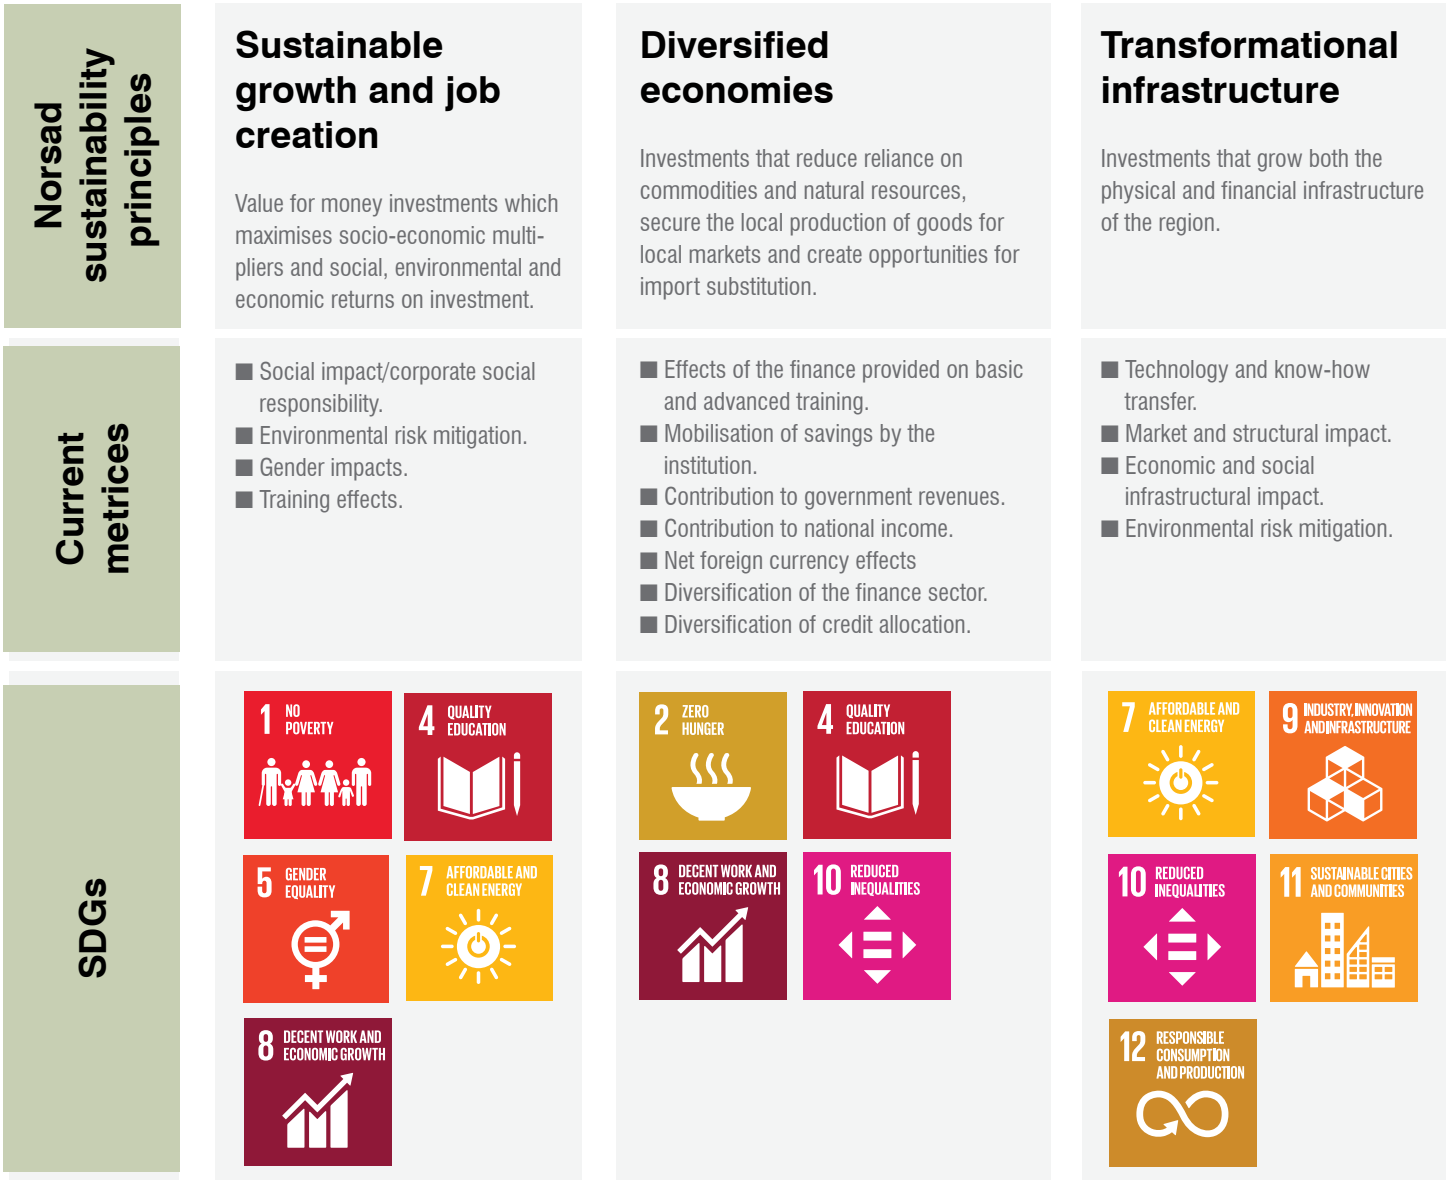 Norsad
sustainability
principles
Sustainable
growth and job
creation
Value for money investments which
maximises socio-economic multi-
pliers and social, environmental and
economic returns on investment.
Diversified
economies
Investments that reduce reliance on
commodities and natural resources,
secure the local production of goods for
local markets and create opportunities for
import substitution.
Transformational
infrastructure
Investments that grow both the
physical and financial infrastructure
of the region.
Current
metrices
■ Social impact/corporate social
responsibility.
■ Environmental risk mitigation.
■ Gender impacts.
■ Training effects.
■ Effects of the finance provided on basic
and advanced training.
■ Mobilisation of savings by the
institution.
■ Contribution to government revenues.
■ Contribution to national income.
■ Net foreign currency effects
■ Diversification of the finance sector.
■ Diversification of credit allocation.
■ Technology and know-how
transfer.
■ Market and structural impact.
■ Economic and social
infrastructural impact.
■ Environmental risk mitigation.
SDGs
1 NO
POVERTY
4 QUALITY
EDUCATION
5 GENDER
EQUALITY
7 AFFORDABLE AND
CLEAN ENERGY
8 DECENT WORK AND
ECONOMIC GROWTH
2 ZERO
HUNGER
4 QUALITY
EDUCATION
8 DECENT WORK AND
ECONOMIC GROWTH
10 REDUCED
INEQUALITIES
7 AFFORDABLE AND
CLEAN ENERGY
9 INDUSTRY, INNOVATION
AND INFRASTRUCTURE
10 REDUCED
INEQUALITIES
11 SUSTAINABLE CITIES
AND COMMUNITIES
12 RESPONSIBLE
CONSUMPTION
AND PRODUCTION